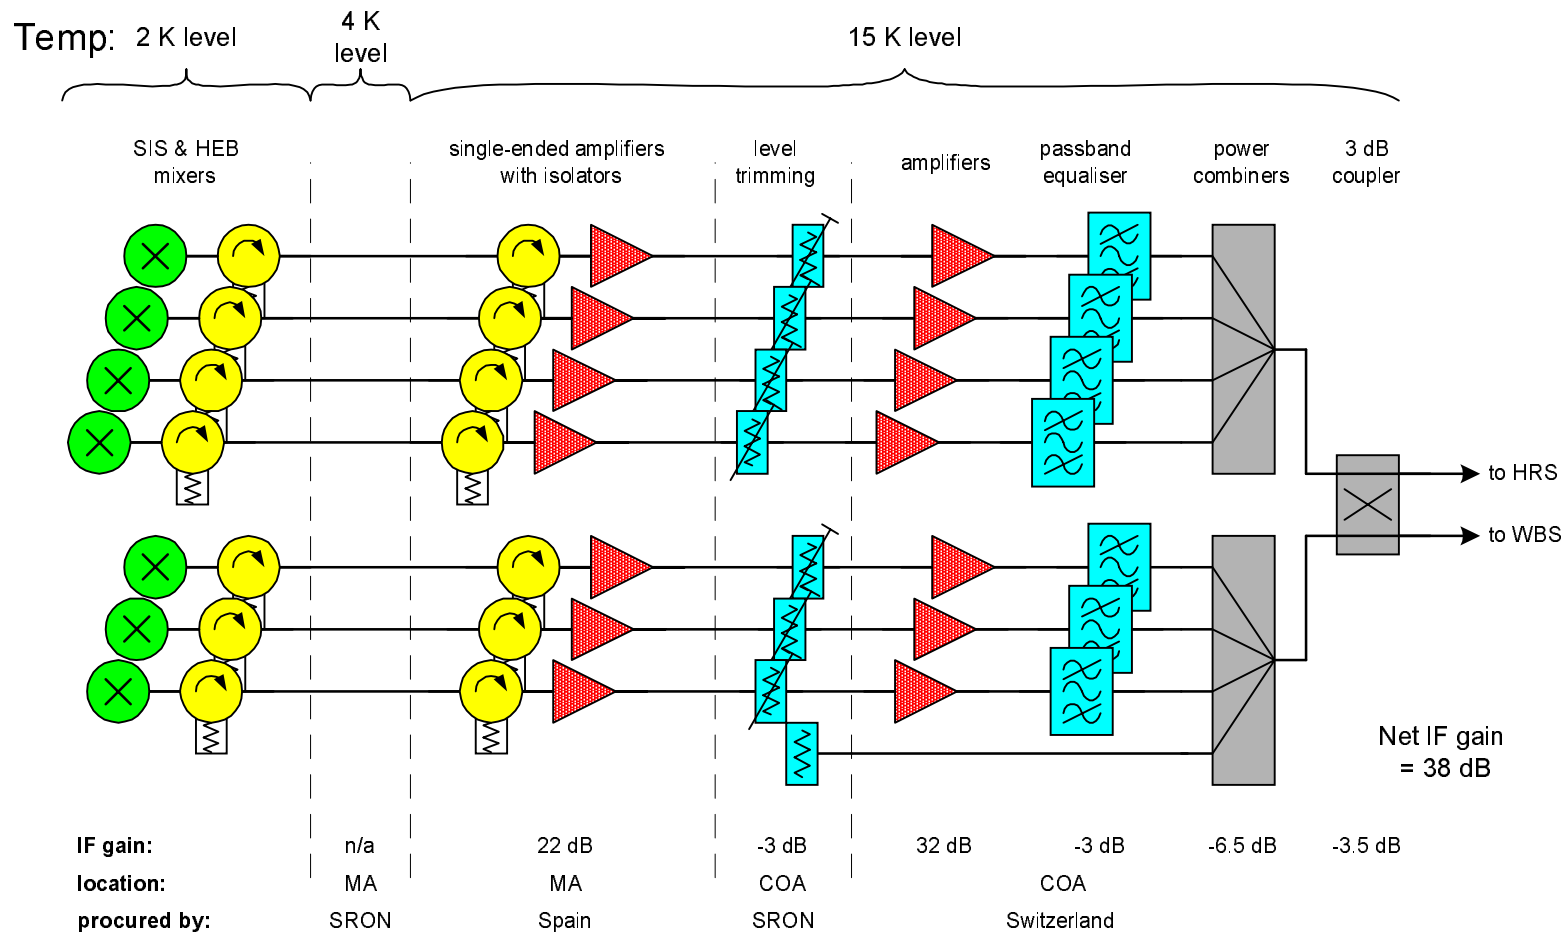 Temp: 2 K level
4 K
level
15 K level
SIS & HEB
mixers
single-ended amplifiers
with isolators
level
trimming
amplifiers
passband
equaliser
power
combiners
3 dB
coupler
to HRS
to WBS
Net IF gain
= 38 dB
IF gain: n/a 22 dB -3 dB 32 dB -3 dB -6.5 dB -3.5 dB
location: MA MA COA COA
procured by: SRON Spain SRON Switzerland